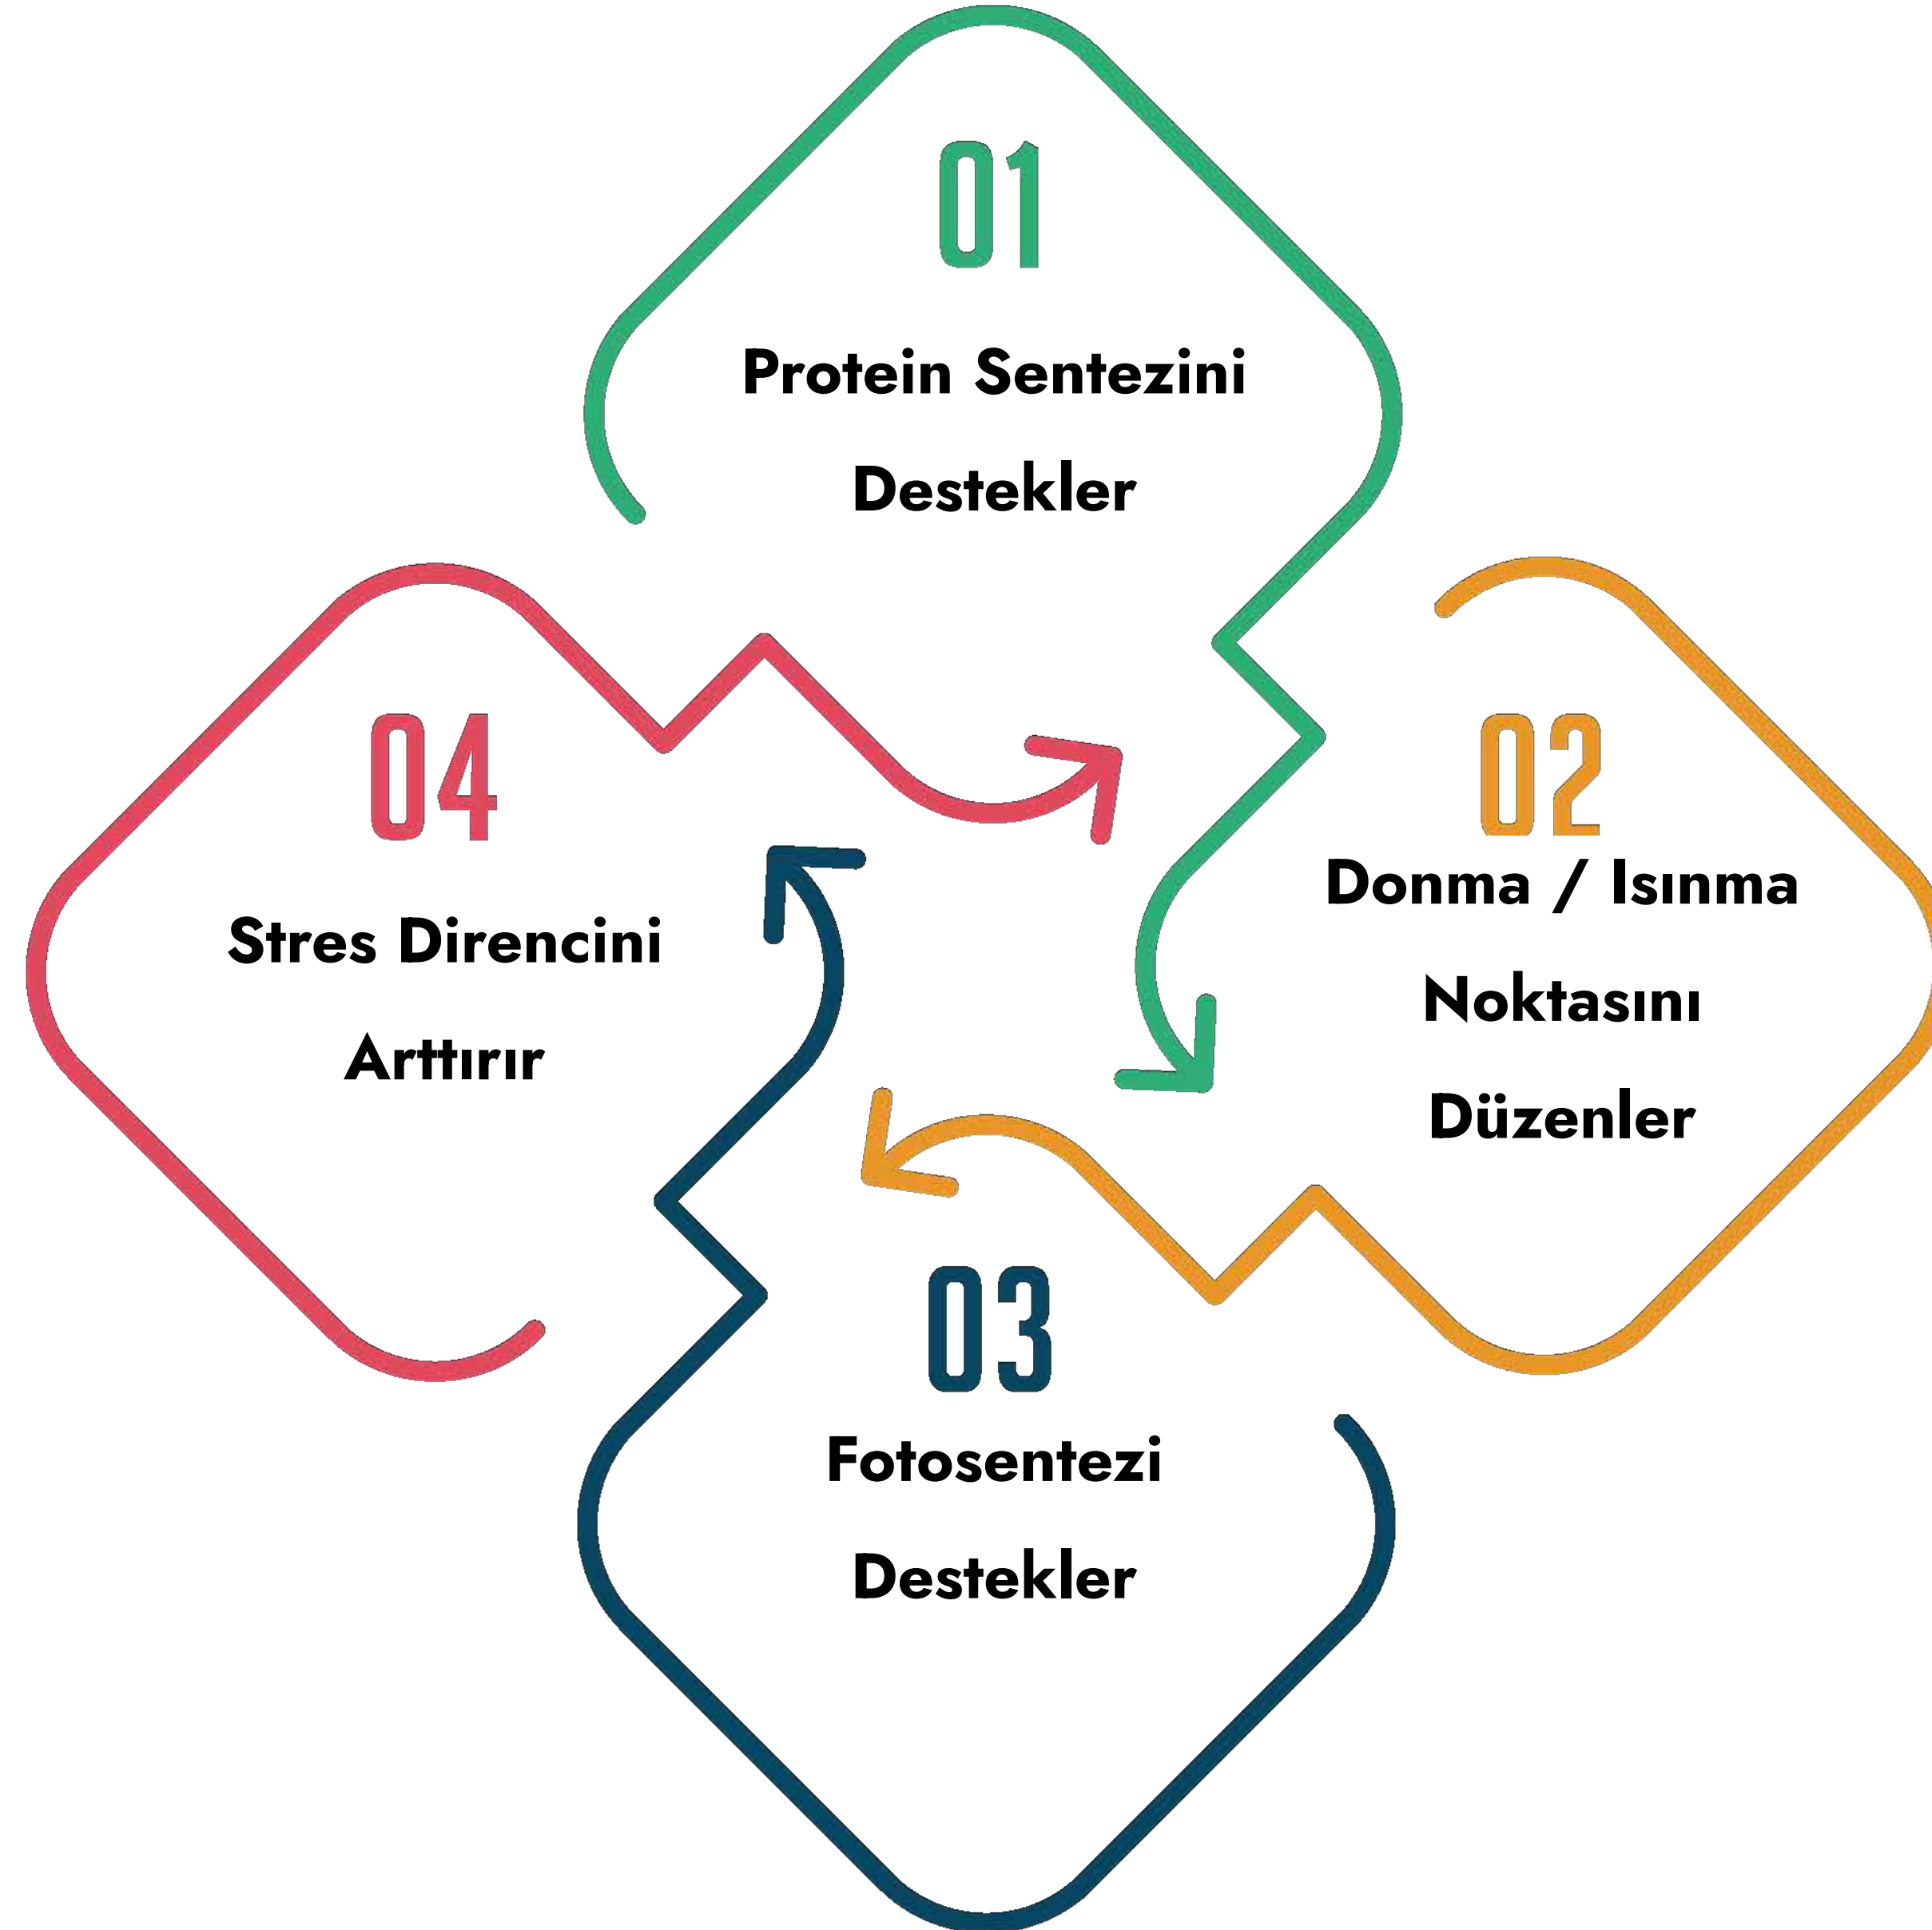 01
Protein Sentezini
Destekler
02
Donma / Isınma
Noktasını
Düzenler
03
Fotosentezi
Destekler
04
Stres Direncini
Arttırır